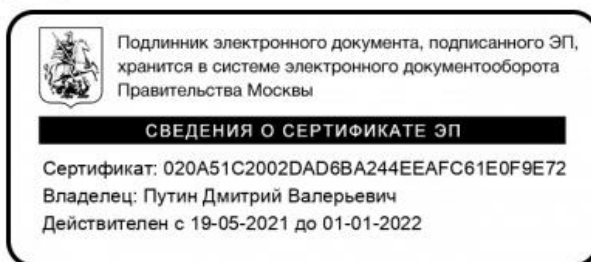 Подлинник электронного документа, подписанного ЭП,
хранится в системе электронного документооборота
Правительства Москвы
СВЕДЕНИЯ О СЕРТИФИКАТЕ ЭП
Сертификат: 020A51C2002DAD6BA244EEAFC61E0F9E72
Владелец: Путин Дмитрий Валерьевич
Действителен с 19-05-2021 до 01-01-2022